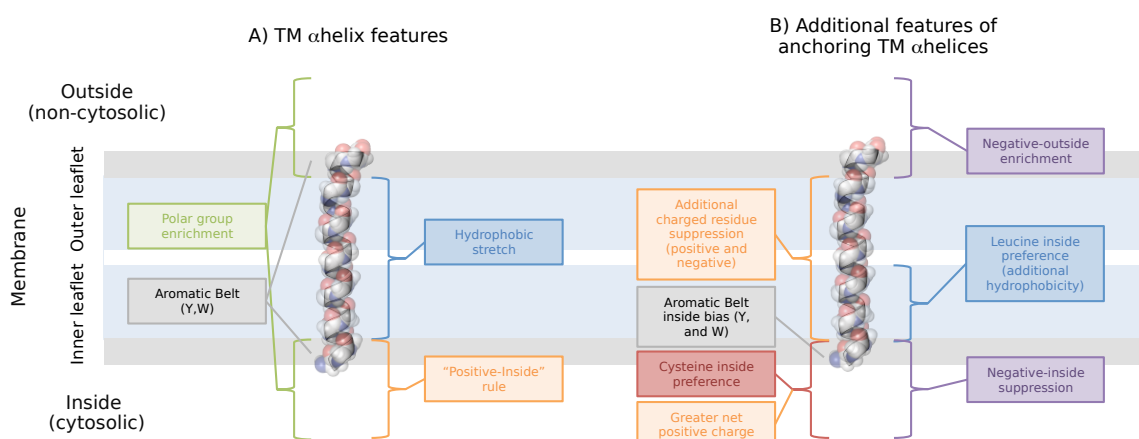 A) TM αhelix features
B) Additional features of
anchoring TM αhelices
Outside
(non-cytosolic)
Membrane
Outer leaflet
Inner leaflet
Inside
(cytosolic)
Polar group
enrichment
Aromatic Belt
(Y,W)
Hydrophobic
stretch
“Positive-Inside”
rule
Additional
charged residue
suppression
(positive and
negative)
Aromatic Belt
inside bias (Y,
and W)
Cysteine inside
preference
Greater net
positive charge
Negative-outside
enrichment
Leucine inside
preference
(additional
hydrophobicity)
Negative-inside
suppression